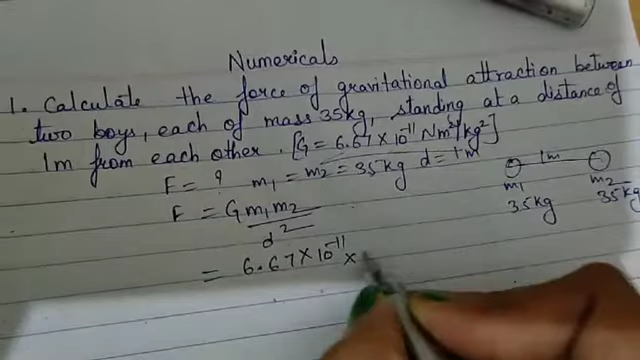 Numericals
1. Calculate the force of gravitational attraction between
two boys, each of mass 35kg, standing at a distance of
1m from each other. [G = 6.67 × 10⁻¹¹ Nm²/kg²]
F = ? m₁ = m₂ = 35kg d = 1m
1m
m₁ m₂
35kg 35kg
F = Gm₁m₂
d²
= 6.67 × 10⁻¹¹ ×